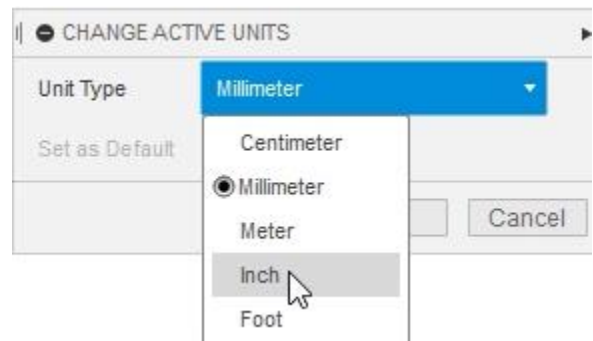 CHANGE ACTIVE UNITS
Unit Type Millimeter
Centimeter
Set as Default
Millimeter
Meter
Cancel
Inch
Foot